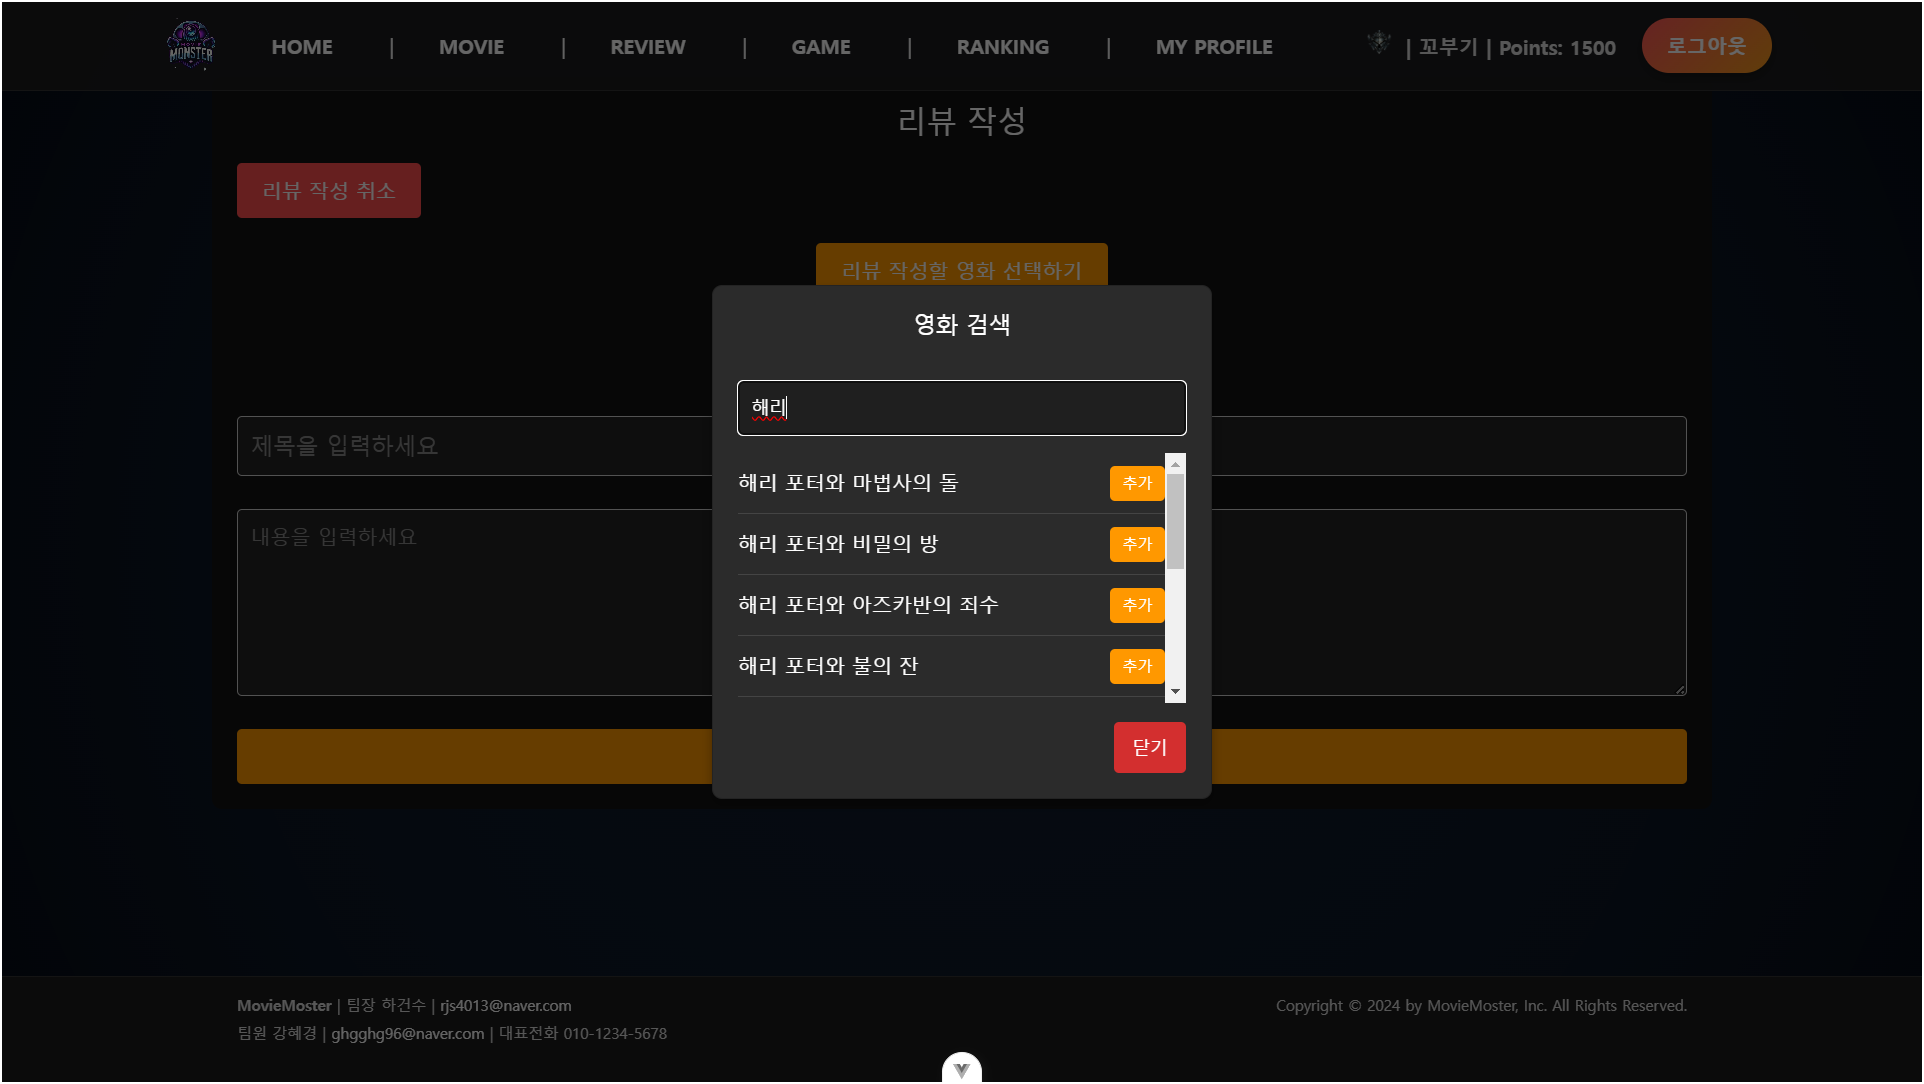 MONSTER
HOME | MOVIE | REVIEW | GAME | RANKING | MY PROFILE | 꼬부기 | Points: 1500 로그아웃
리뷰 작성
리뷰 작성 취소
리뷰 작성할 영화 선택하기
영화 검색
해리
제목을 입력하세요
해리 포터와 마법사의 돌 추가
내용을 입력하세요
해리 포터와 비밀의 방 추가
해리 포터와 아즈카반의 죄수 추가
해리 포터와 불의 잔 추가
닫기
MovieMoster | 팀장 하건수 | rjs4013@naver.com
팀원 강혜경 | ghgghg96@naver.com | 대표전화 010-1234-5678
Copyright © 2024 by MovieMoster, Inc. All Rights Reserved.